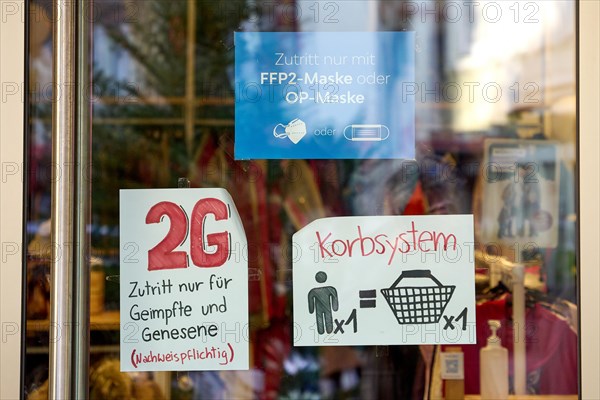 Zutritt nur mit
FFP2-Maske oder
OP-Maske
oder
2G
Zutritt nur für
Geimpfte und
Genesene
(Nachweispflichtig)
Korbsystem
x1 = x1